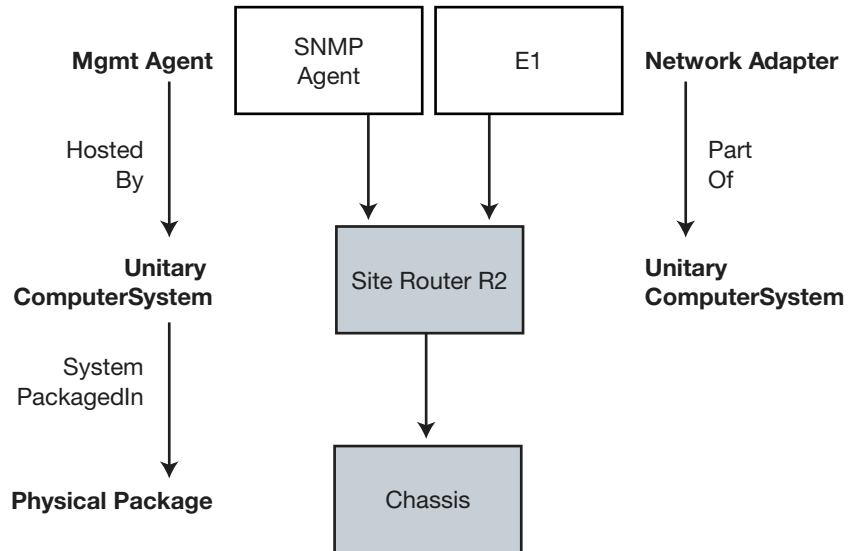 Mgmt Agent
SNMP
Agent
E1
Network Adapter
Hosted
By
Part
Of
Unitary
ComputerSystem
Site Router R2
Unitary
ComputerSystem
System
PackagedIn
Physical Package
Chassis